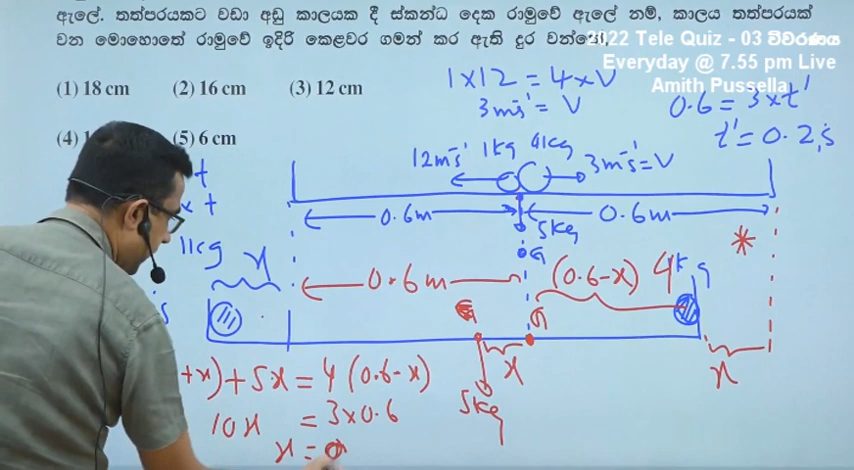 ඇලේ. තත්පරයකට වඩා අඩු කාලයක දී ස්කන්ධ දෙක රාමුවේ ඇලේ නම්, කාලය තත්පරයක්
වන මොහොතේ රාමුවේ ඉදිරි කෙළවර ගමන් කර ඇති දුර වන්නේ,
2022 Tele Quiz - 03 විවරණය
Everyday @ 7.55 pm Live
Amith Pussella
(1) 18 cm (2) 16 cm (3) 12 cm
(4) 1 (5) 6 cm
1 x 12 = 4 x V
3ms⁻¹ = V
0.6 = 3 x t'
t' = 0.2 s
12ms⁻¹ 1kg 4kg 3ms⁻¹ = V
t
x t
0.6m 0.6m
5kg
G
11kg x
0.6m (0.6-x) 4kg
s
G G
x x
5kg
+x) + 5x = 4 (0.6-x)
10x = 3 x 0.6
x = 0